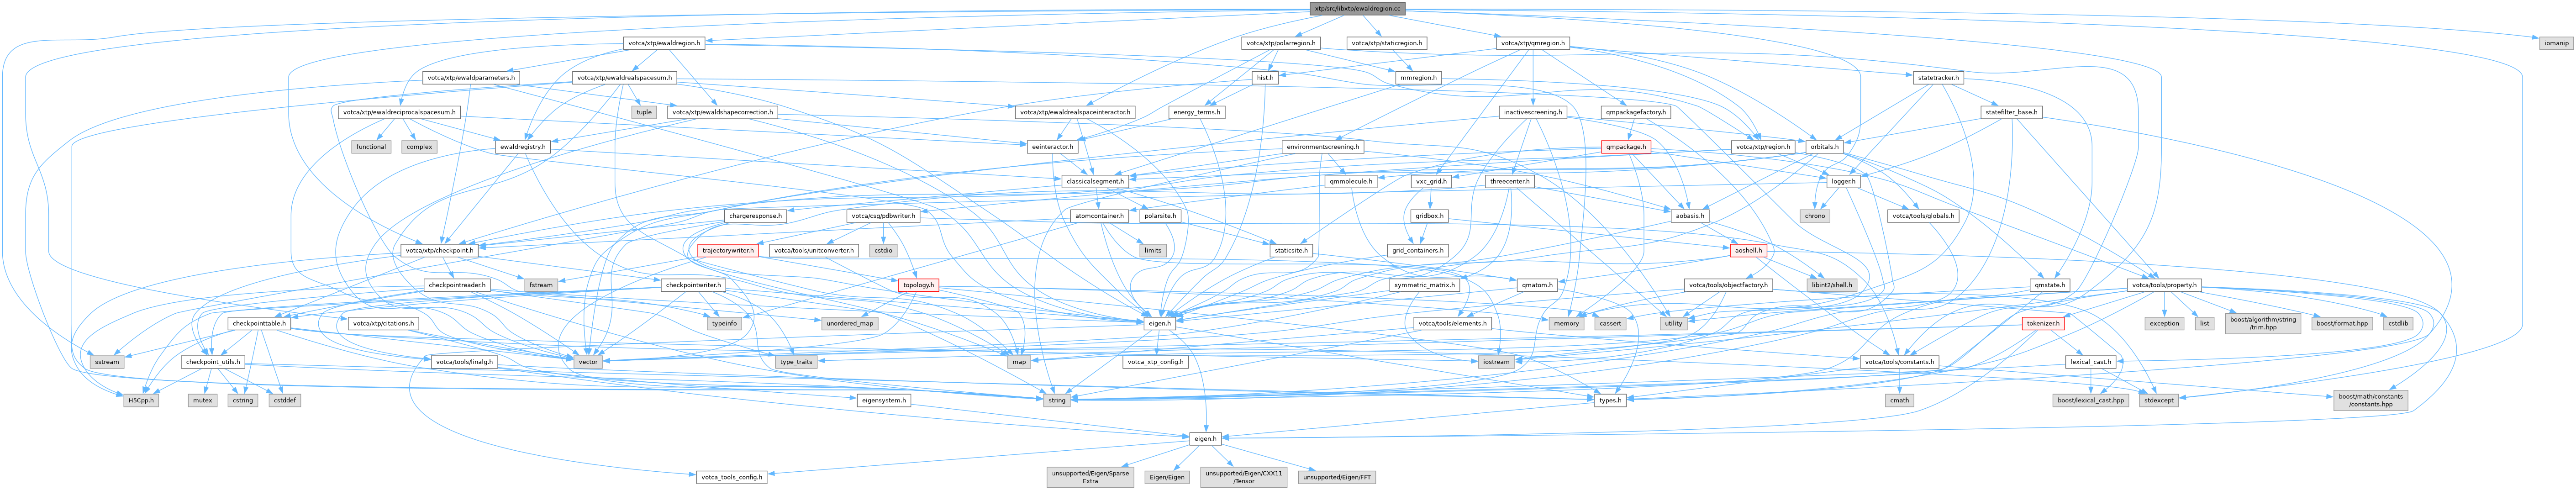 xtp/src/libxtp/ewaldregion.cc
votca/xtp/ewaldregion.h
votca/xtp/polarregion.h
votca/xtp/staticregion.h
votca/xtp/qmregion.h
iomanip
votca/xtp/ewaldparameters.h
votca/xtp/ewaldrealspacesum.h
hist.h
mmregion.h
statetracker.h
votca/xtp/ewaldreciprocalspacesum.h
tuple
votca/xtp/ewaldshapecorrection.h
votca/xtp/ewaldrealspaceinteractor.h
energy_terms.h
inactivescreening.h
qmpackagefactory.h
statefilter_base.h
functional
complex
ewaldregistry.h
eeinteractor.h
environmentscreening.h
qmpackage.h
votca/xtp/region.h
orbitals.h
classicalsegment.h
qmmolecule.h
vxc_grid.h
threecenter.h
logger.h
chargeresponse.h
votca/csg/pdbwriter.h
atomcontainer.h
polarsite.h
gridbox.h
aobasis.h
chrono
votca/tools/globals.h
votca/xtp/checkpoint.h
trajectorywriter.h
votca/tools/unitconverter.h
cstdio
limits
staticsite.h
grid_containers.h
aoshell.h
checkpointreader.h
fstream
checkpointwriter.h
topology.h
symmetric_matrix.h
qmatom.h
votca/tools/objectfactory.h
libint2/shell.h
qmstate.h
votca/tools/property.h
checkpointtable.h
votca/xtp/citations.h
typeinfo
unordered_map
eigen.h
votca/tools/elements.h
memory
cassert
utility
tokenizer.h
exception
list
boost/algorithm/string
/trim.hpp
boost/format.hpp
cstdlib
sstream
checkpoint_utils.h
votca/tools/linalg.h
vector
type_traits
map
votca_xtp_config.h
iostream
votca/tools/constants.h
lexical_cast.h
H5Cpp.h
mutex
cstring
cstddef
eigensystem.h
string
types.h
cmath
boost/lexical_cast.hpp
stdexcept
boost/math/constants
/constants.hpp
eigen.h
votca_tools_config.h
unsupported/Eigen/Sparse
Extra
Eigen/Eigen
unsupported/Eigen/CXX11
/Tensor
unsupported/Eigen/FFT